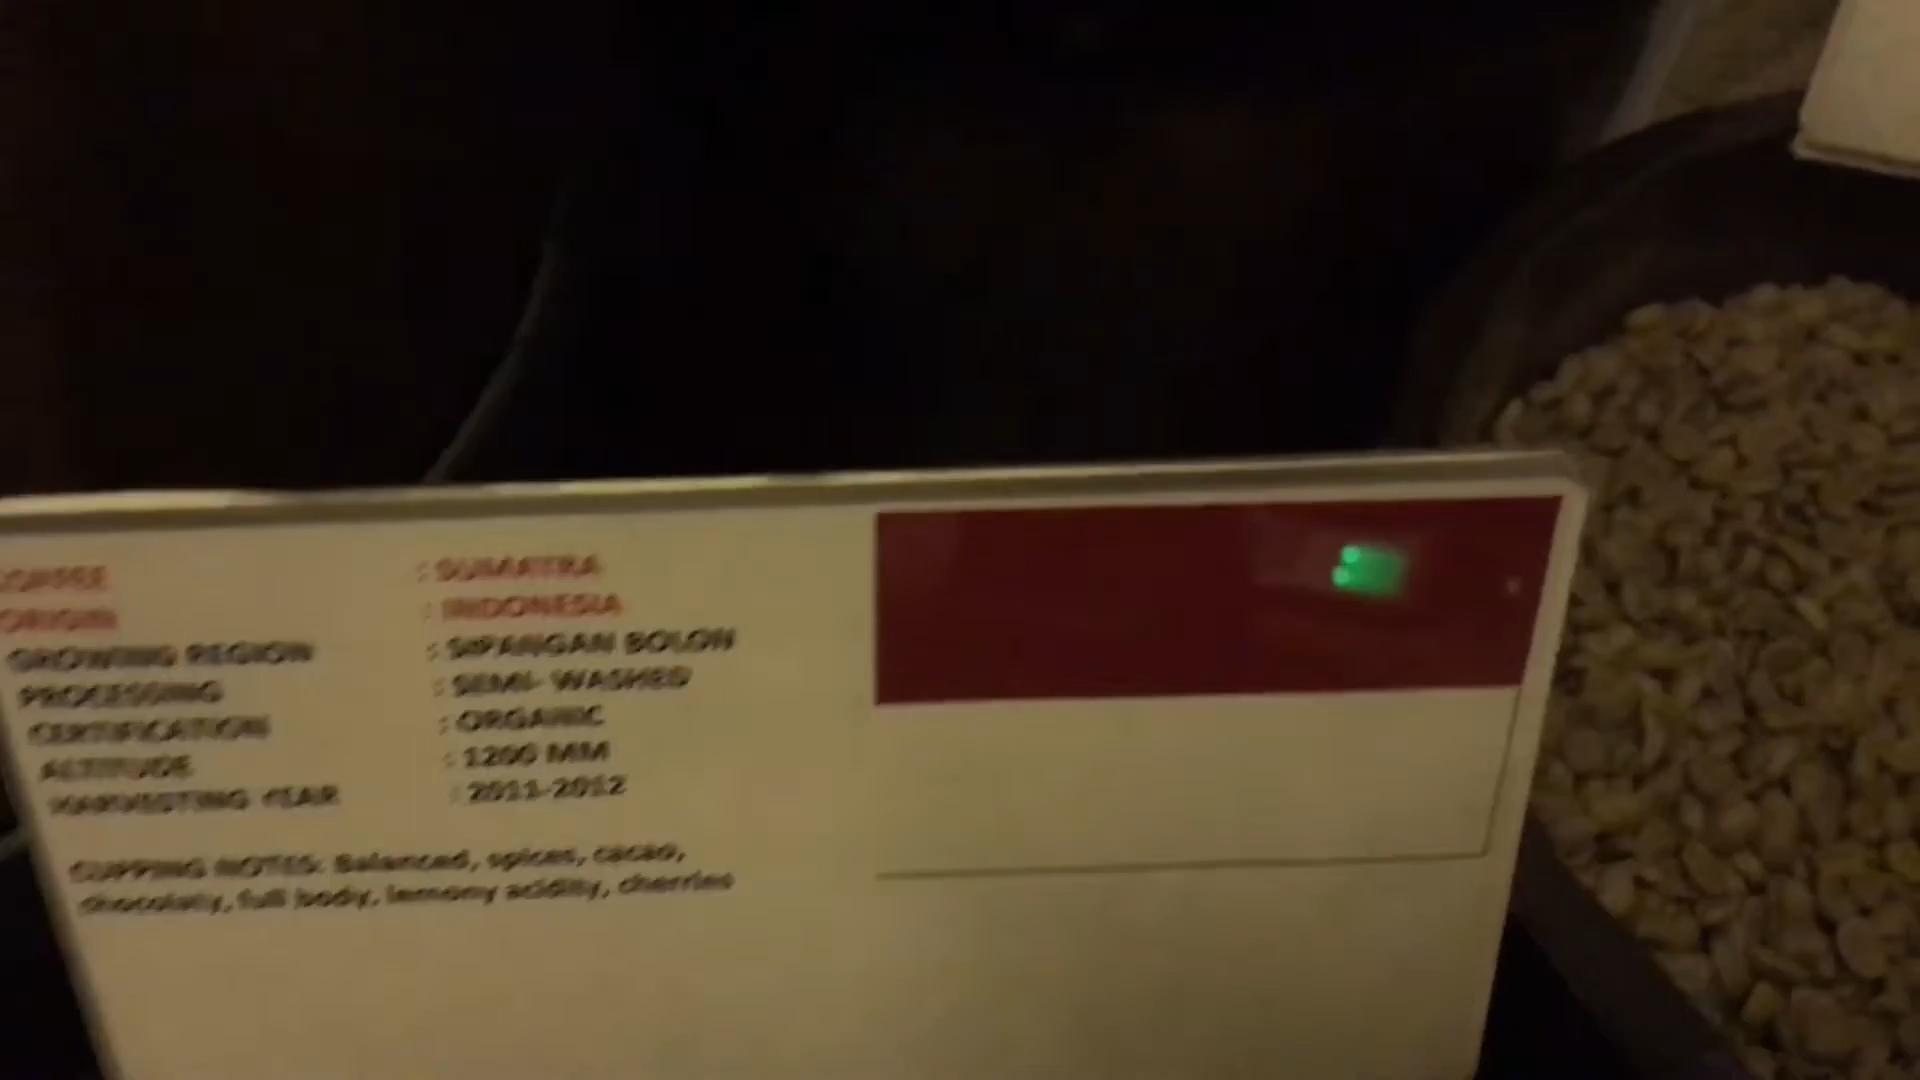 COFFEE : SUMATRA
ORIGIN : INDONESIA
GROWING REGION : SIPANGAN BOLON
PROCESSING : SEMI- WASHED
CERTIFICATION : ORGANIC
ALTITUDE : 1200 MM
HARVESTING YEAR : 2011-2012
CUPPING NOTES: Balanced, spices, cacao,
chocolaty, full body, lemony acidity, cherries